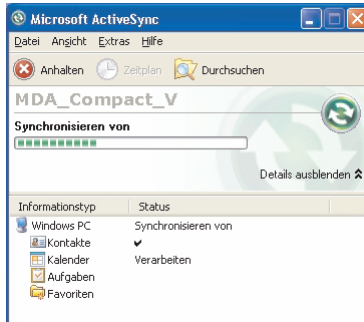 Microsoft ActiveSync
Datei Ansicht Extras Hilfe
Anhalten Zeitplan Durchsuchen
MDA_Compact_V
Synchronisieren von
Details ausblenden
Informationstyp Status
Windows PC Synchronisieren von
Kontakte
Kalender Verarbeiten
Aufgaben
Favoriten